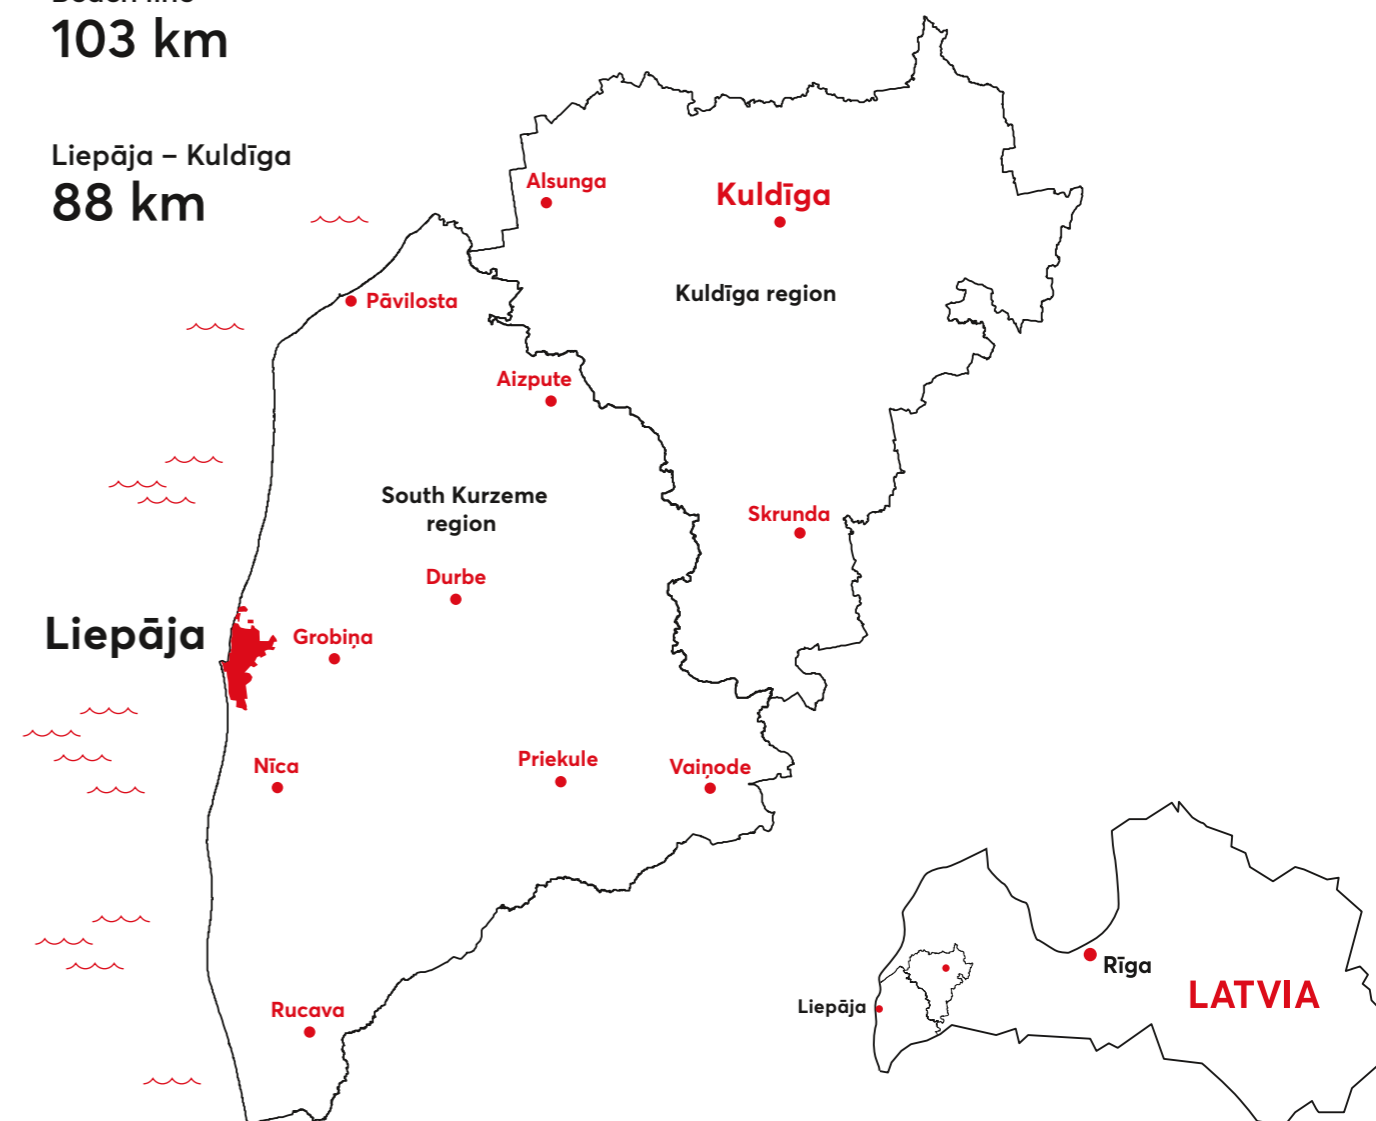 103 km
Liepāja – Kuldīga
88 km
Alsunga
Kuldīga
Kuldīga region
Pāvilosta
Aizpute
South Kurzeme
region
Skrunda
Durbe
Liepāja
Grobiņa
Nīca
Priekule
Vaiņode
Rucava
Rīga
LATVIA
Liepāja